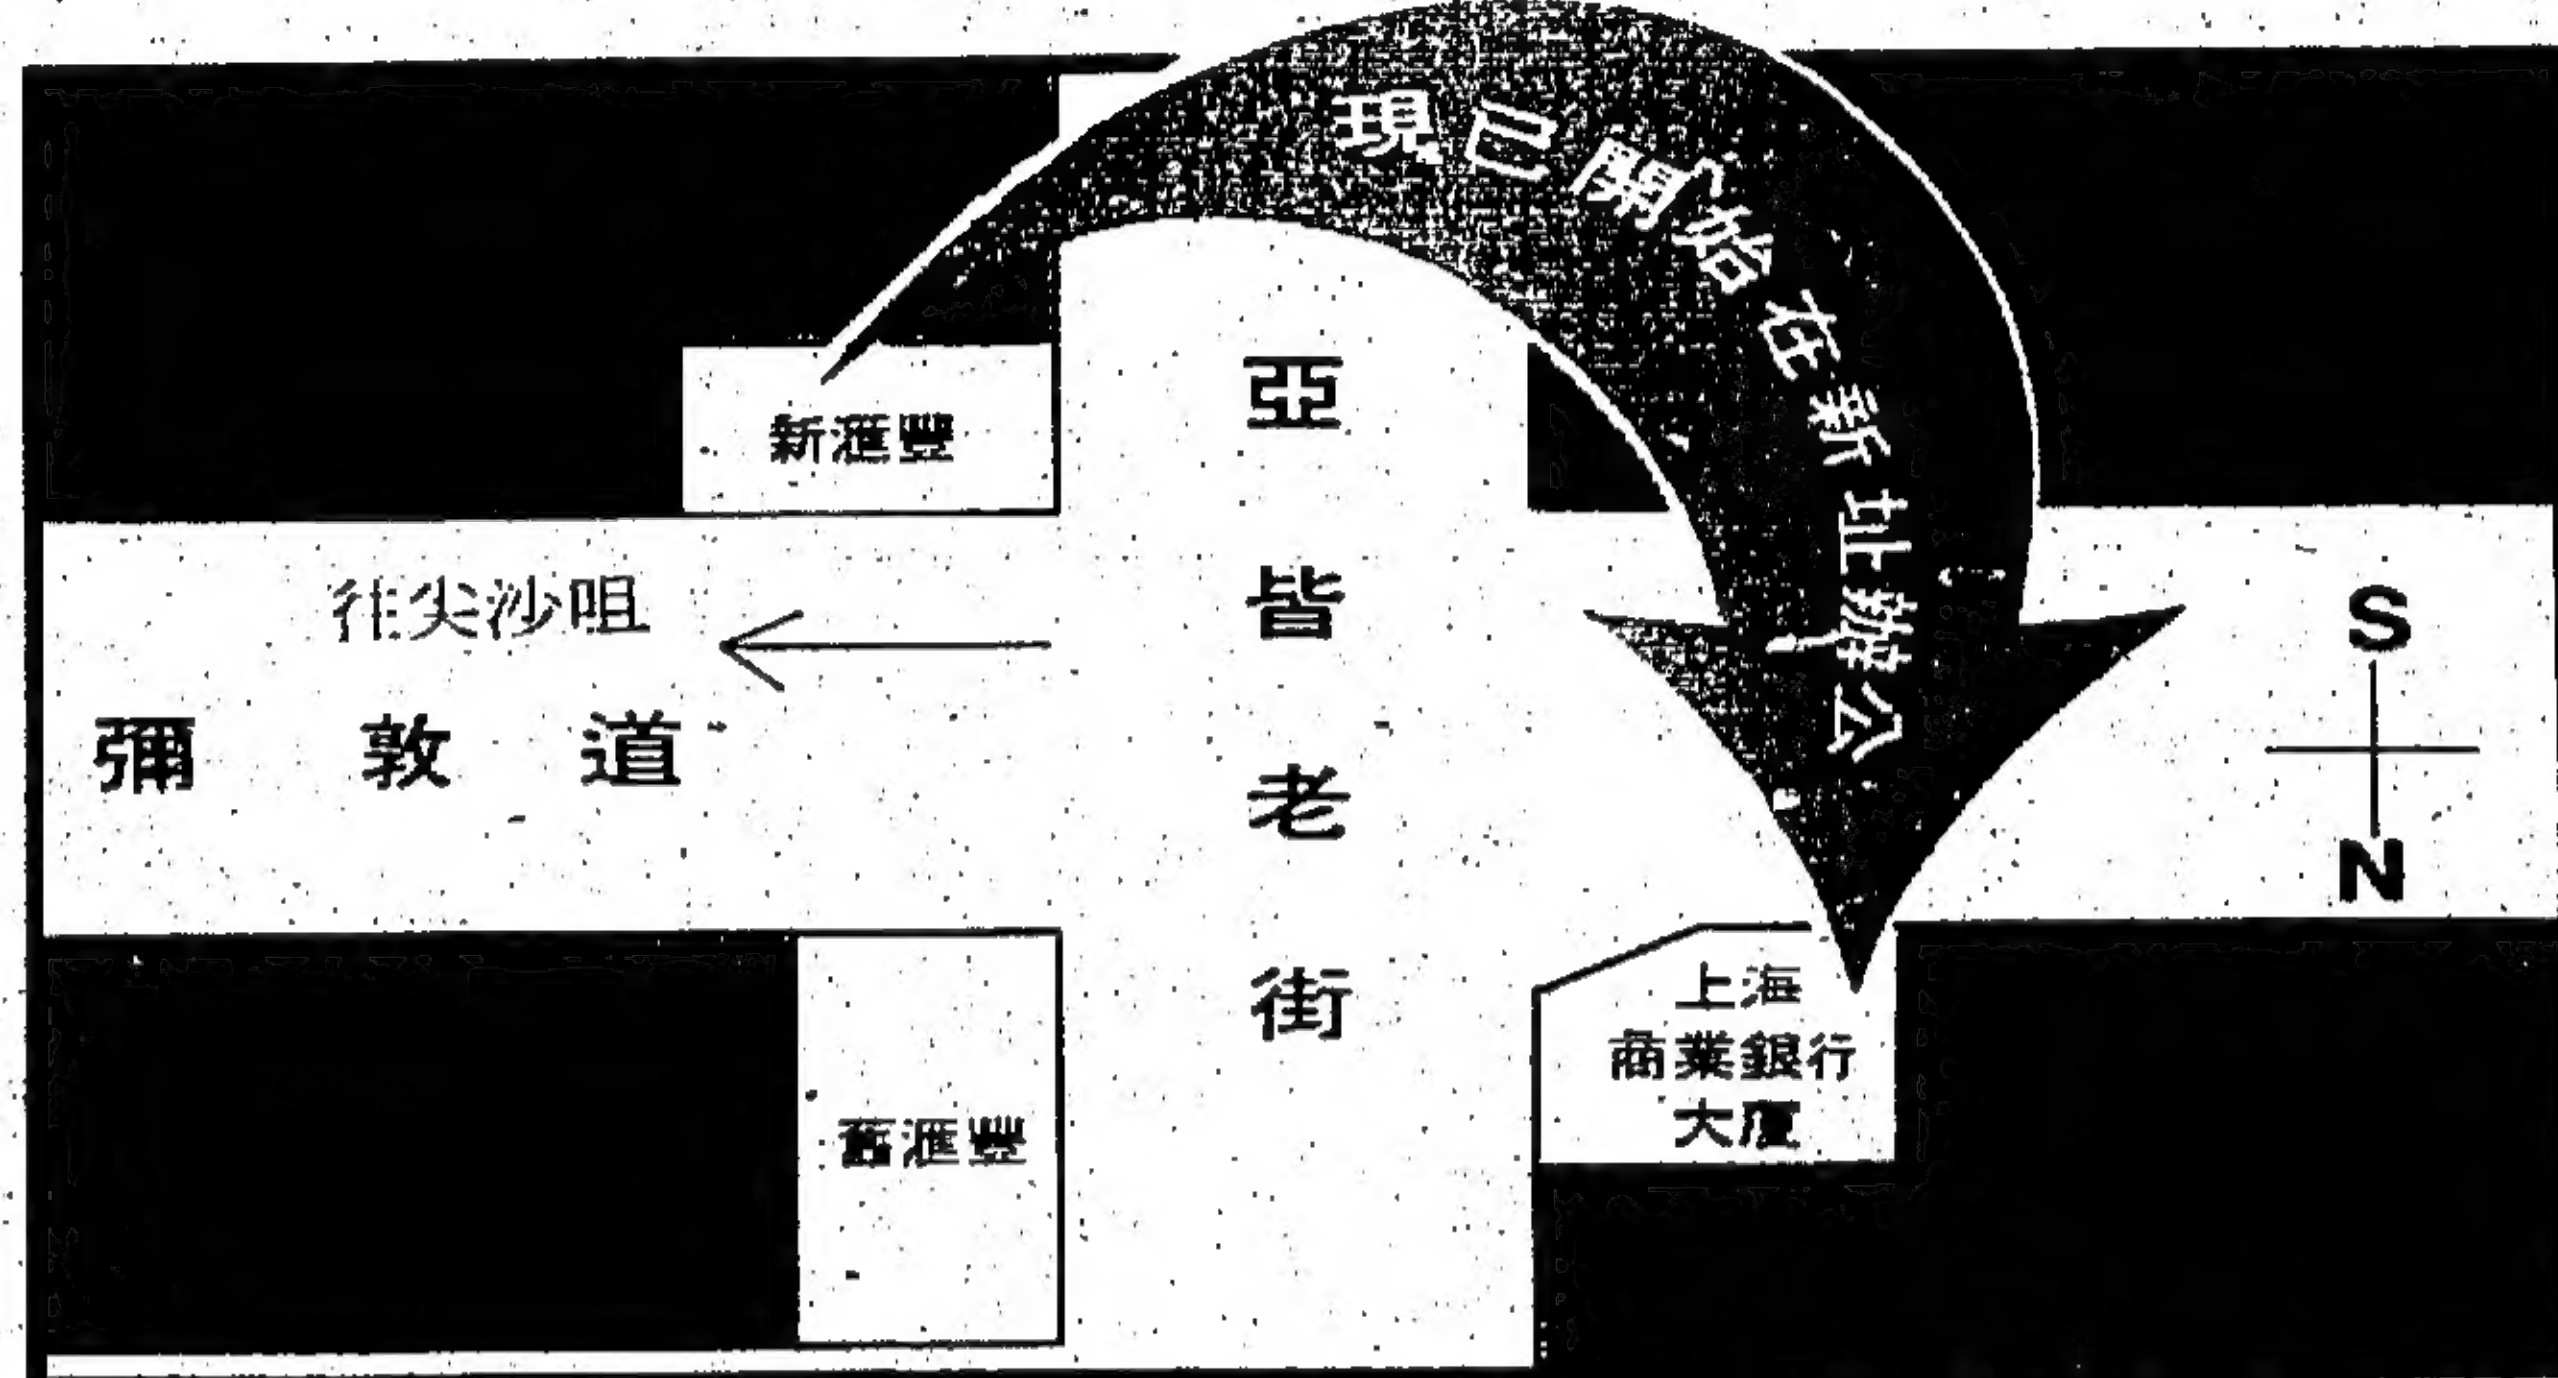 現已開始在新址辦公
新滙豐
亞皆老街
往尖沙咀
彌敦道
S
N
舊滙豐
上海
商業銀行
大廈